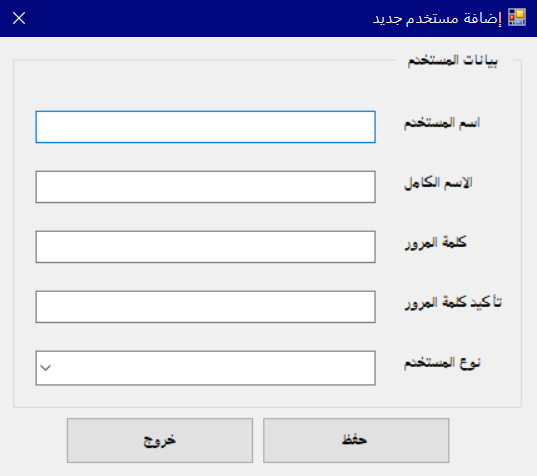 إضافة مستخدم جديد
بيانات المستخدم
اسم المستخدم
الاسم الكامل
كلمة المرور
تأكيد كلمة المرور
نوع المستخدم
حفظ
خروج